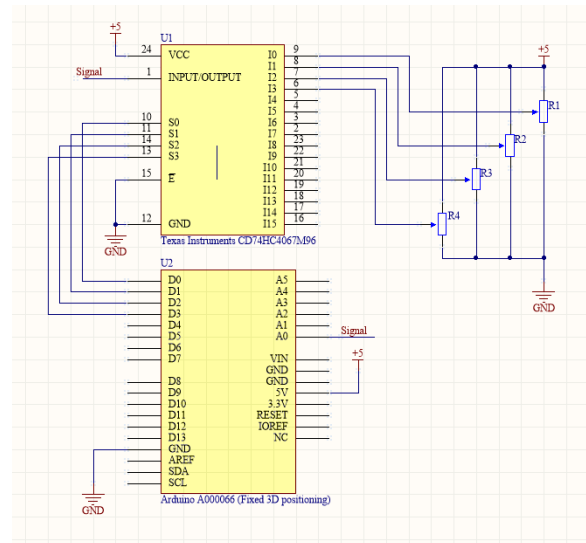 +5
U1
24 VCC I0 9
I1 8
Signal 1 INPUT/OUTPUT I2 7
I3 6
I4 5
I5 4
10 S0 I6 3
11 S1 I7 2
14 S2 I8 23
13 S3 I9 22
I10 21
15 E I11 20
I12 19
I13 18
I14 17
12 GND I15 16
GND
Texas Instruments CD74HC4067M96
+5
R1
R2
R3
R4
GND
U2
D0 A5
D1 A4
D2 A3
D3 A2
D4 A1
D5 A0 Signal
D6
D7 VIN
GND
D8 GND
D9 5V +5
D10 3.3V
D11 RESET
D12 IOREF
D13 NC
GND
AREF
SDA
SCL
GND
Arduino A000066 (Fixed 3D positioning)